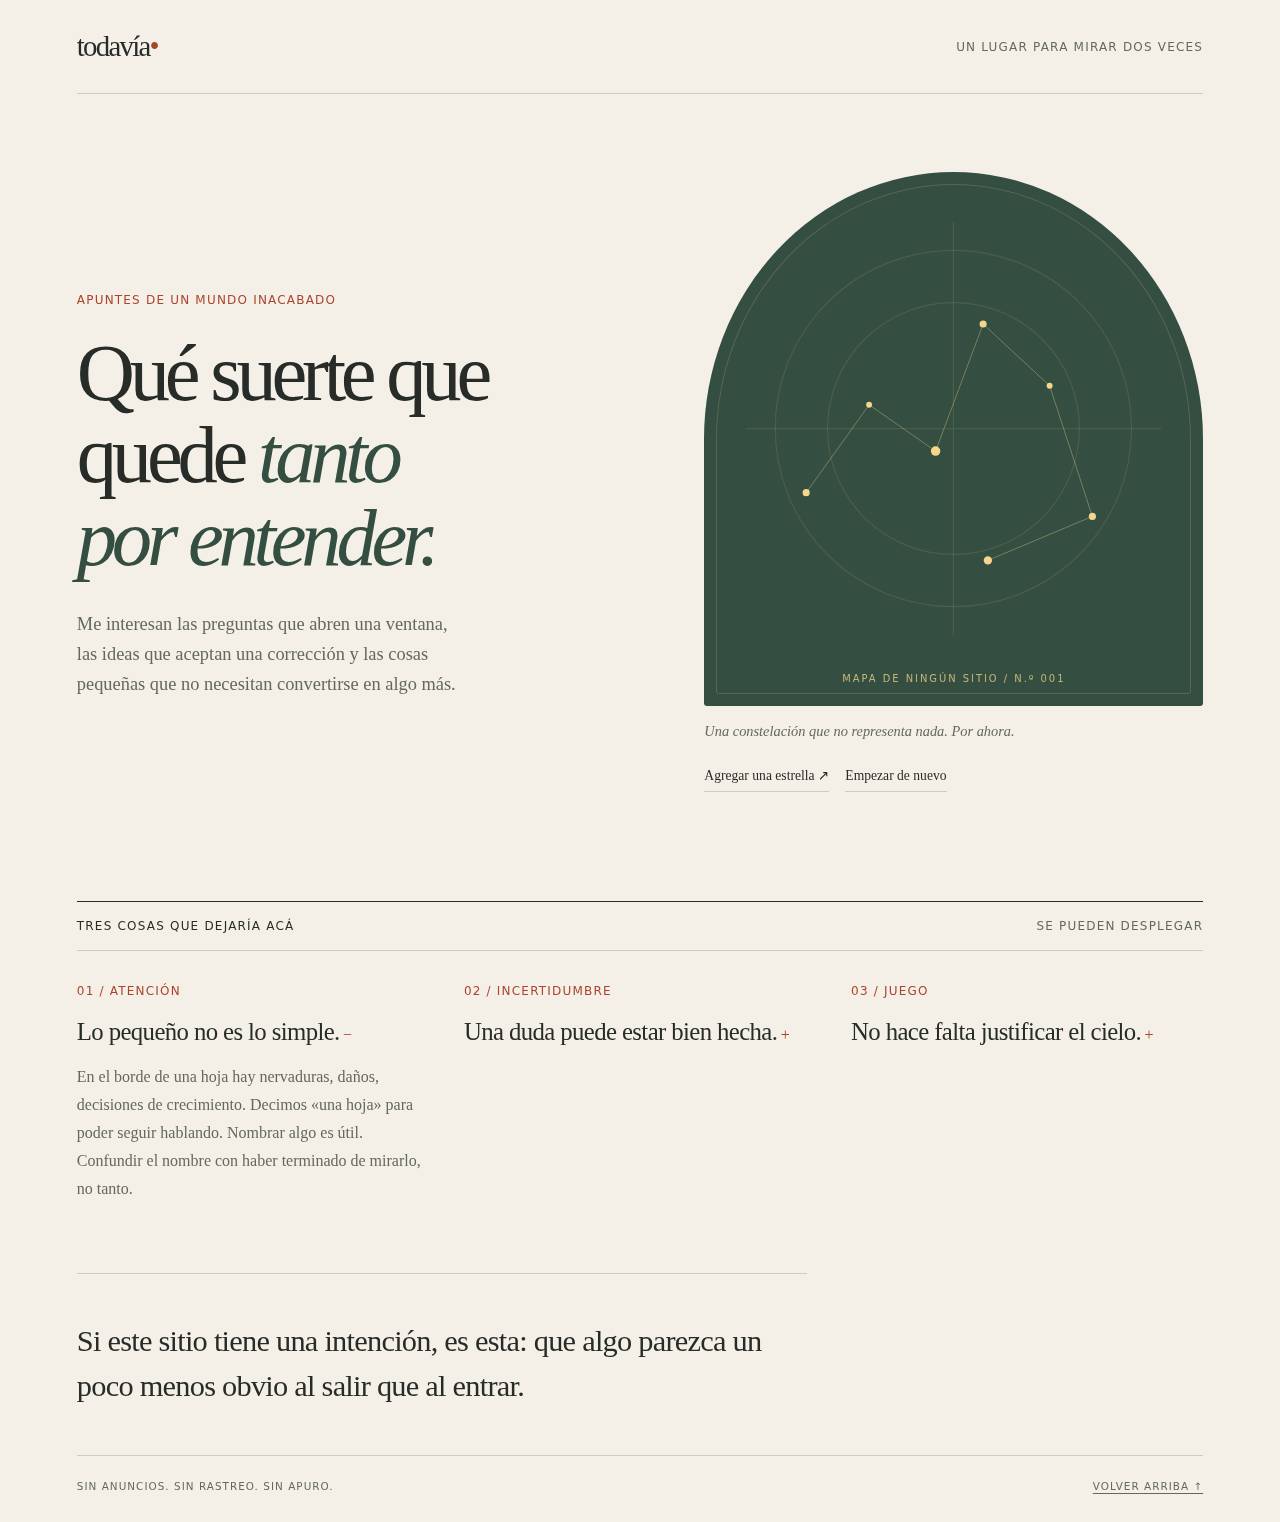 todavía•
UN LUGAR PARA MIRAR DOS VECES
APUNTES DE UN MUNDO INACABADO
Qué suerte que
quede tanto
por entender.
Me interesan las preguntas que abren una ventana,
las ideas que aceptan una corrección y las cosas
pequeñas que no necesitan convertirse en algo más.
MAPA DE NINGÚN SITIO / N.º 001
Una constelación que no representa nada. Por ahora.
Agregar una estrella ↗
Empezar de nuevo
TRES COSAS QUE DEJARÍA ACÁ
SE PUEDEN DESPLEGAR
01 / ATENCIÓN
Lo pequeño no es lo simple. −
En el borde de una hoja hay nervaduras, daños,
decisiones de crecimiento. Decimos «una hoja» para
poder seguir hablando. Nombrar algo es útil.
Confundir el nombre con haber terminado de mirarlo,
no tanto.
02 / INCERTIDUMBRE
Una duda puede estar bien hecha. +
03 / JUEGO
No hace falta justificar el cielo. +
Si este sitio tiene una intención, es esta: que algo parezca un
poco menos obvio al salir que al entrar.
SIN ANUNCIOS. SIN RASTREO. SIN APURO.
VOLVER ARRIBA ↑